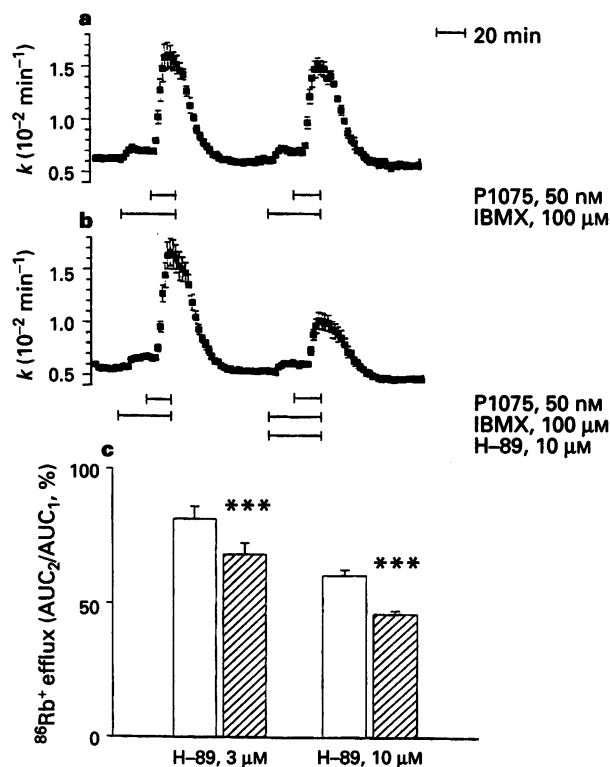 a
20 min
1.5
1.0
0.5
k (10⁻² min⁻¹)
P1075, 50 nM
IBMX, 100 μM
b
1.5
1.0
0.5
k (10⁻² min⁻¹)
P1075, 50 nM
IBMX, 100 μM
H–89, 10 μM
c
100
50
0
⁸⁶Rb⁺ efflux (AUC₂/AUC₁, %)
***
***
H–89, 3 μM
H–89, 10 μM